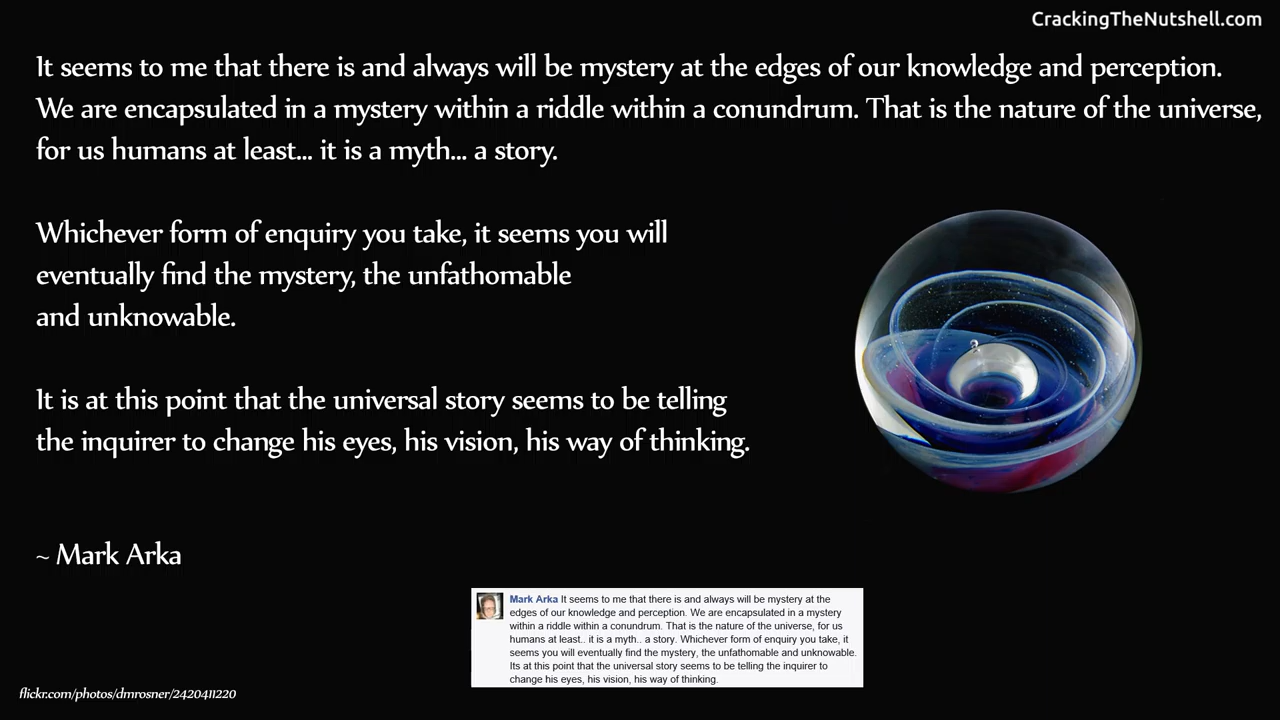 CrackingTheNutshell.com
It seems to me that there is and always will be mystery at the edges of our knowledge and perception.
We are encapsulated in a mystery within a riddle within a conundrum. That is the nature of the universe,
for us humans at least... it is a myth... a story.
Whichever form of enquiry you take, it seems you will
eventually find the mystery, the unfathomable
and unknowable.
It is at this point that the universal story seems to be telling
the inquirer to change his eyes, his vision, his way of thinking.
~ Mark Arka
Mark Arka It seems to me that there is and always will be mystery at the
edges of our knowledge and perception. We are encapsulated in a mystery
within a riddle within a conundrum. That is the nature of the universe, for us
humans at least.. it is a myth.. a story. Whichever form of enquiry you take, it
seems you will eventually find the mystery, the unfathomable and unknowable.
Its at this point that the universal story seems to be telling the inquirer to
change his eyes, his vision, his way of thinking.
flickr.com/photos/dmrosner/2420411220